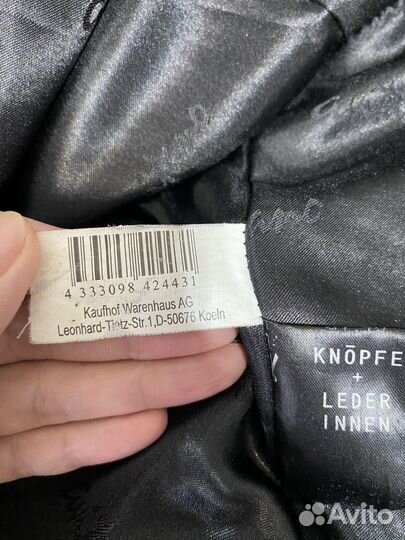 4 333098 424431
Kaufhof Warenhaus AG
Leonhard-Tietz-Str.1,D-50676 Koeln
KNÖPFE
+
LEDER
INNEN
Avito